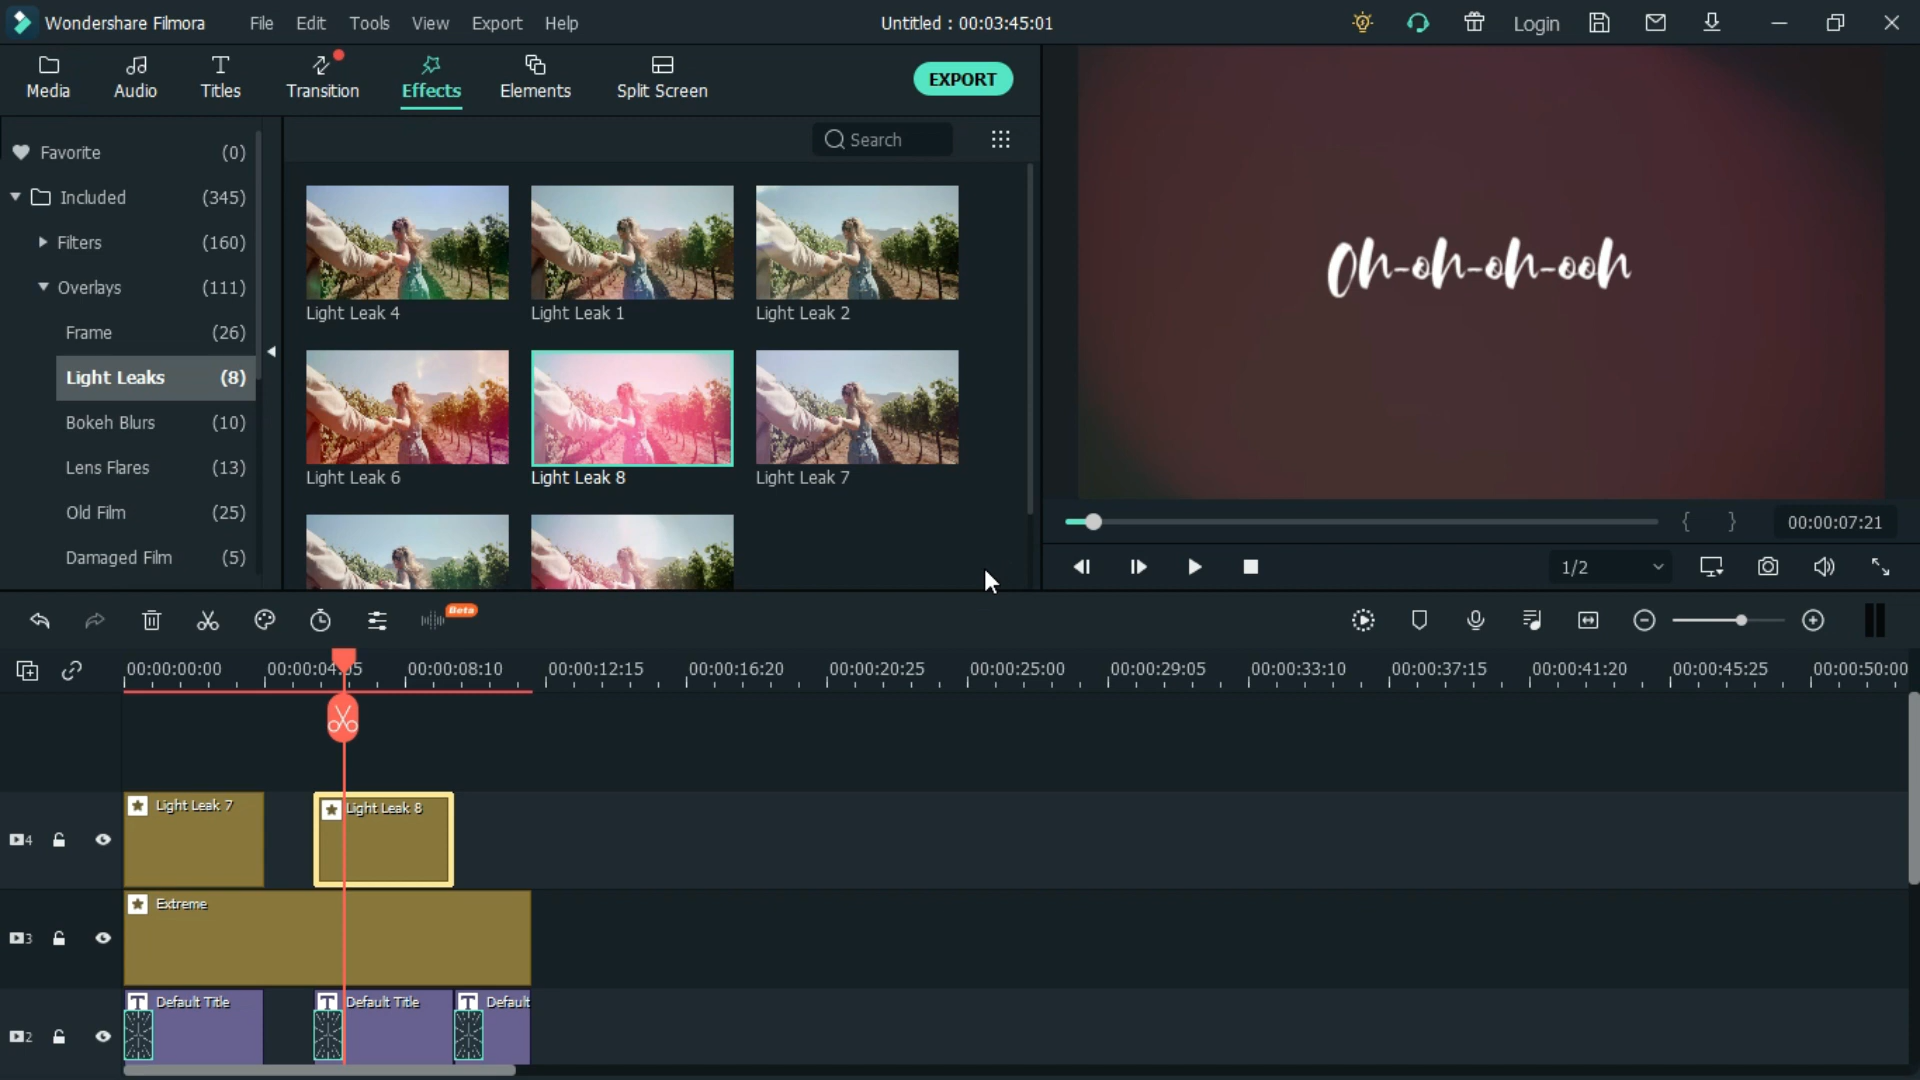 Wondershare Filmora
File Edit Tools View Export Help
Untitled : 00:03:45:01
Login
Media Audio Titles Transition Effects Elements Split Screen
EXPORT
Favorite (0)
Included (345)
Filters (160)
Overlays (111)
Frame (26)
Light Leaks (8)
Bokeh Blurs (10)
Lens Flares (13)
Old Film (25)
Damaged Film (5)
Search
Light Leak 4 Light Leak 1 Light Leak 2
Light Leak 6 Light Leak 8 Light Leak 7
Oh-oh-oh-ooh
{ } 00:00:07:21
1/2
Beta
00:00:00:00 00:00:04:05 00:00:08:10 00:00:12:15 00:00:16:20 00:00:20:25 00:00:25:00 00:00:29:05 00:00:33:10 00:00:37:15 00:00:41:20 00:00:45:25 00:00:50:00
4 Light Leak 7 Light Leak 8
3 Extreme
2 T Default Title T Default Title T Default